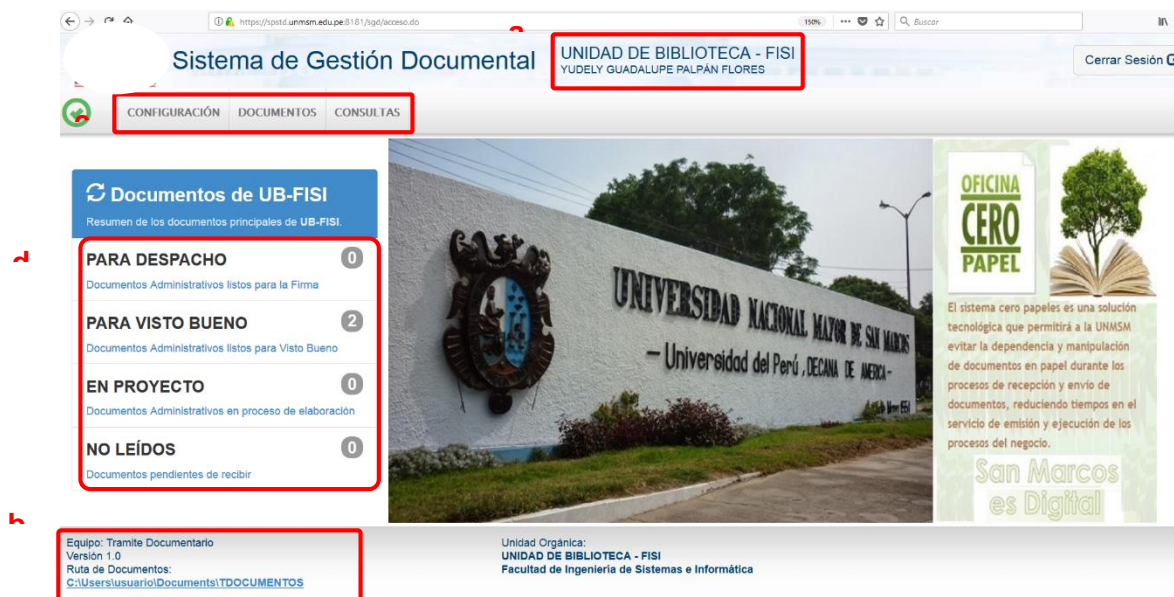 https://spstd.unmsm.edu.pe:8181/sgd/acceso.do
150%
Buscar
Sistema de Gestión Documental
UNIDAD DE BIBLIOTECA - FISI
YUDELY GUADALUPE PALPÁN FLORES
Cerrar Sesión
CONFIGURACIÓN DOCUMENTOS CONSULTAS
Documentos de UB-FISI
Resumen de los documentos principales de UB-FISI.
PARA DESPACHO 0
Documentos Administrativos listos para la Firma
PARA VISTO BUENO 2
Documentos Administrativos listos para Visto Bueno
EN PROYECTO 0
Documentos Administrativos en proceso de elaboración
NO LEÍDOS 0
Documentos pendientes de recibir
UNIVERSIDAD NACIONAL MAYOR DE SAN MARCOS
- Universidad del Perú, DECANA DE AMERICA -
OFICINA
CERO
PAPEL
El sistema cero papeles es una solución
tecnológica que permitirá a la UNMSM
evitar la dependencia y manipulación
de documentos en papel durante los
procesos de recepción y envio de
documentos, reduciendo tiempos en el
servicio de emisión y ejecución de los
procesos del negocio.
San Marcos
es Digital
Equipo: Tramite Documentario
Versión 1.0
Ruta de Documentos:
C:\Users\usuario\Documents\TDOCUMENTOS
Unidad Orgánica:
UNIDAD DE BIBLIOTECA - FISI
Facultad de Ingeniería de Sistemas e Informática